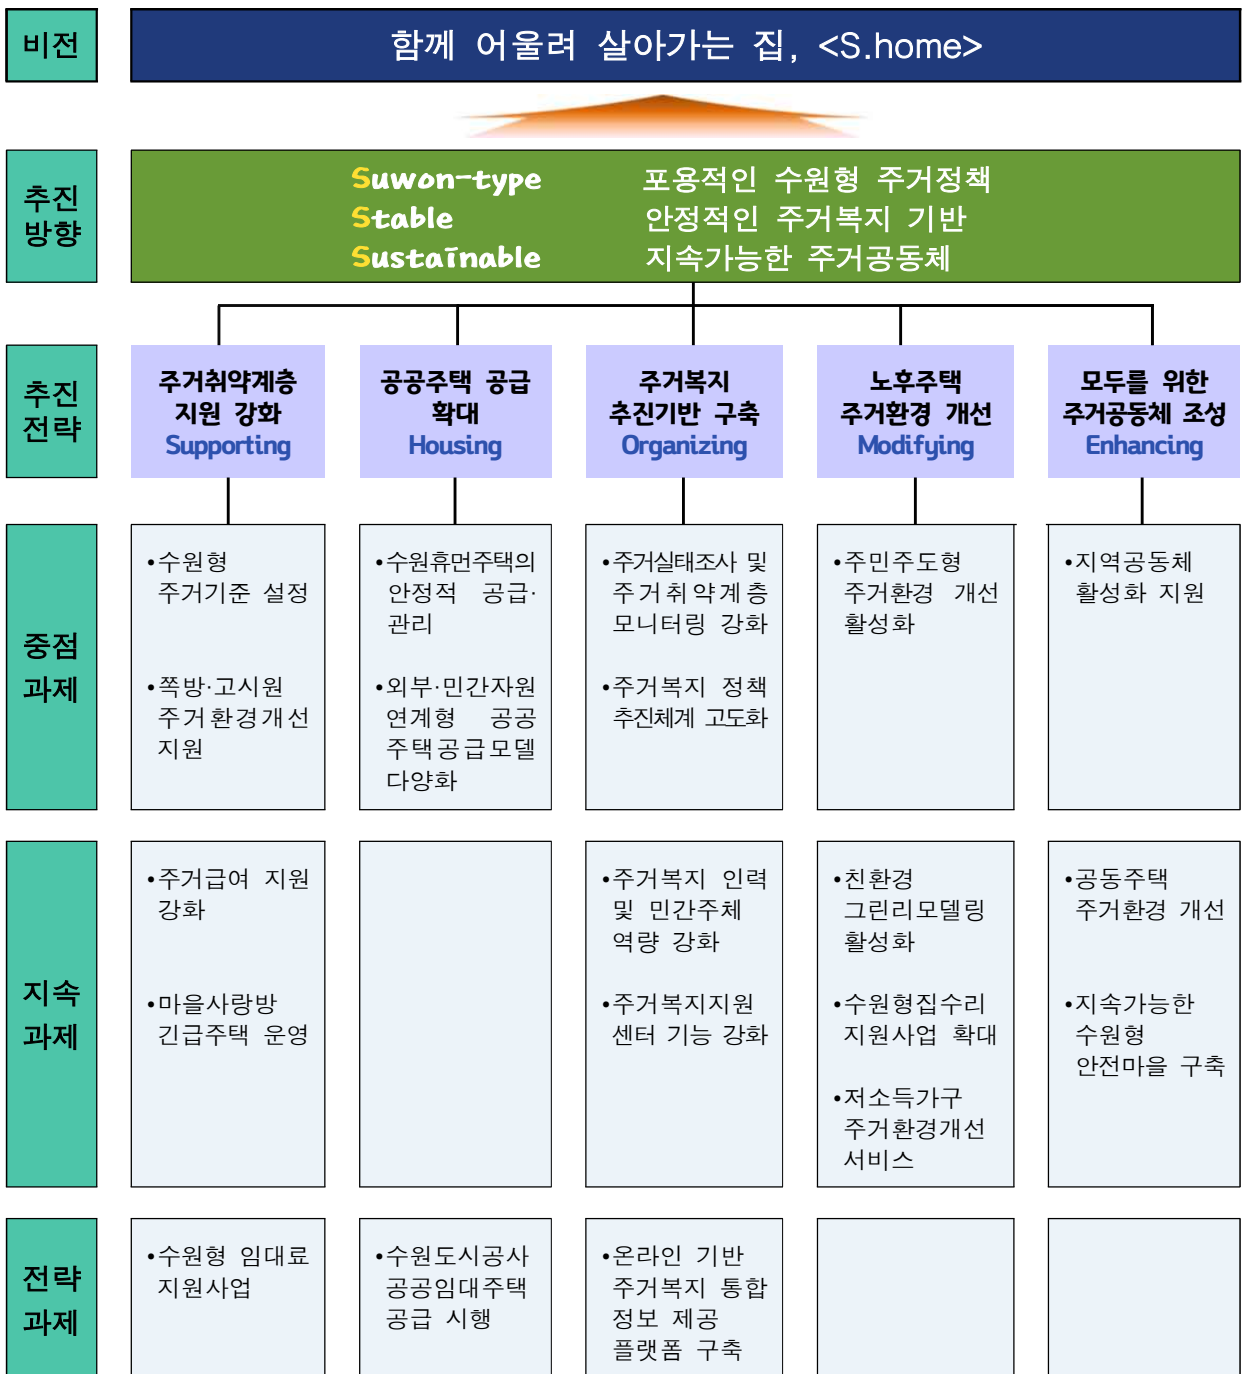 비전
함께 어울려 살아가는 집, <S.home>
추진
방향
Suwon-type 포용적인 수원형 주거정책
Stable 안정적인 주거복지 기반
Sustainable 지속가능한 주거공동체
추진
전략
주거취약계층
지원 강화
Supporting
공공주택 공급
확대
Housing
주거복지
추진기반 구축
Organizing
노후주택
주거환경 개선
Modifying
모두를 위한
주거공동체 조성
Enhancing
중점
과제
•수원형
주거기준 설정
•쪽방·고시원
주거환경개선
지원
•수원휴먼주택의
안정적 공급·
관리
•외부·민간자원
연계형 공공
주택공급모델
다양화
•주거실태조사 및
주거취약계층
모니터링 강화
•주거복지 정책
추진체계 고도화
•주민주도형
주거환경 개선
활성화
•지역공동체
활성화 지원
지속
과제
•주거급여 지원
강화
•마을사랑방
긴급주택 운영
•주거복지 인력
및 민간주체
역량 강화
•주거복지지원
센터 기능 강화
•친환경
그린리모델링
활성화
•수원형집수리
지원사업 확대
•저소득가구
주거환경개선
서비스
•공동주택
주거환경 개선
•지속가능한
수원형
안전마을 구축
전략
과제
•수원형 임대료
지원사업
•수원도시공사
공공임대주택
공급 시행
•온라인 기반
주거복지 통합
정보 제공
플랫폼 구축